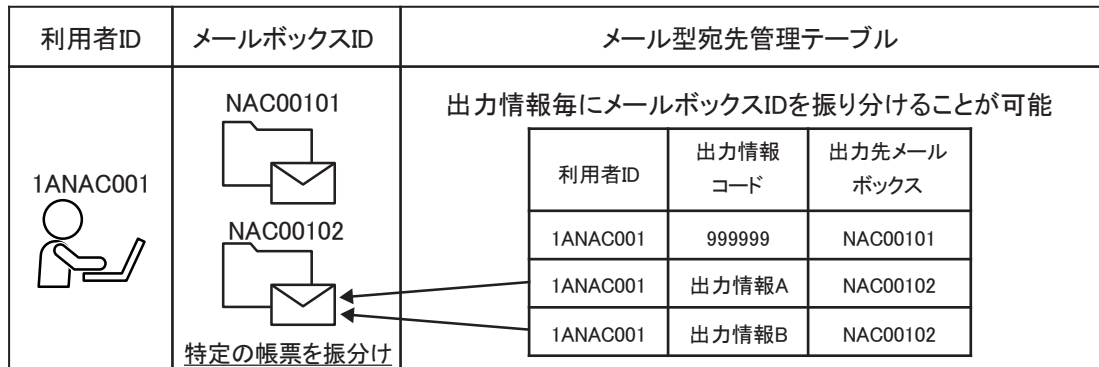 利用者ID
メールボックスID
メール型宛先管理テーブル
1ANAC001
NAC00101
NAC00102
特定の帳票を振分け
出力情報毎にメールボックスIDを振り分けることが可能
利用者ID
出力情報
コード
出力先メール
ボックス
1ANAC001
999999
NAC00101
1ANAC001
出力情報A
NAC00102
1ANAC001
出力情報B
NAC00102